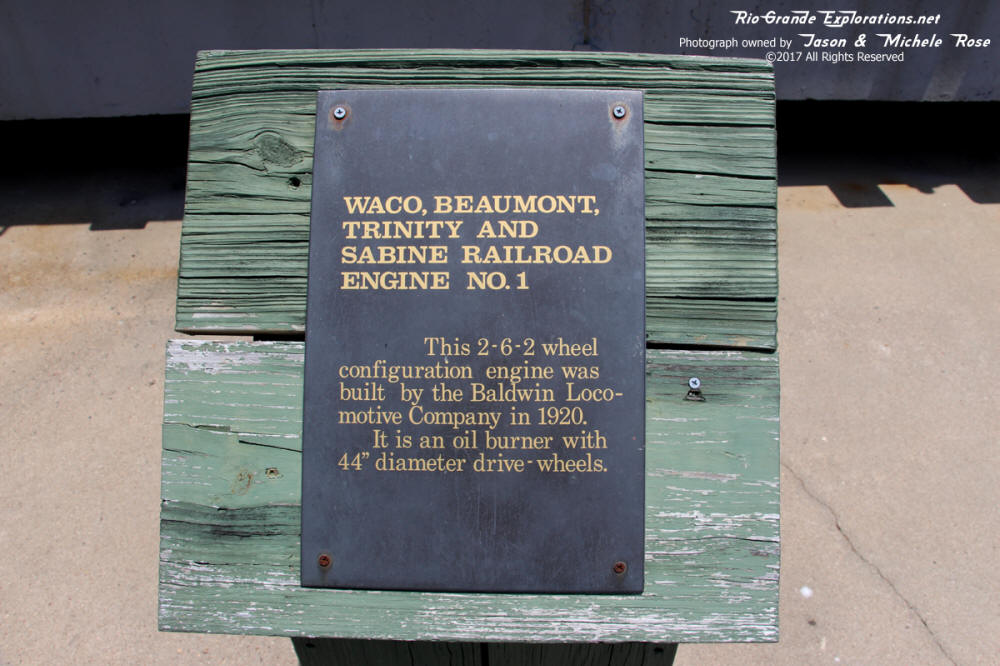 Rio Grande Explorations.net
Photograph owned by Jason & Michele Rose
©2017 All Rights Reserved
WACO, BEAUMONT,
TRINITY AND
SABINE RAILROAD
ENGINE NO. 1
This 2-6-2 wheel
configuration engine was
built by the Baldwin Loco-
motive Company in 1920.
It is an oil burner with
44" diameter drive-wheels.